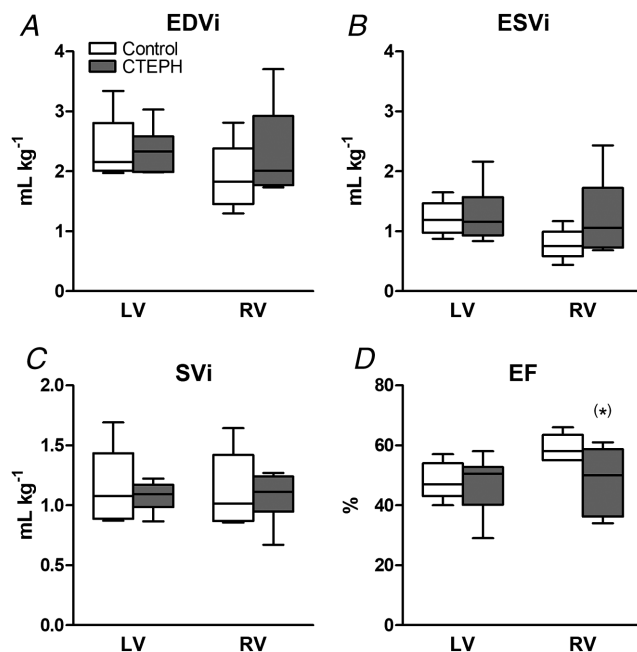 A EDVi
Control
CTEPH
4
3
2
1
0
mL kg⁻¹
LV RV
B ESVi
4
3
2
1
0
mL kg⁻¹
LV RV
C SVi
2.0
1.5
1.0
0.5
0.0
mL kg⁻¹
LV RV
D EF
80
60
40
20
0
%
(*)
LV RV